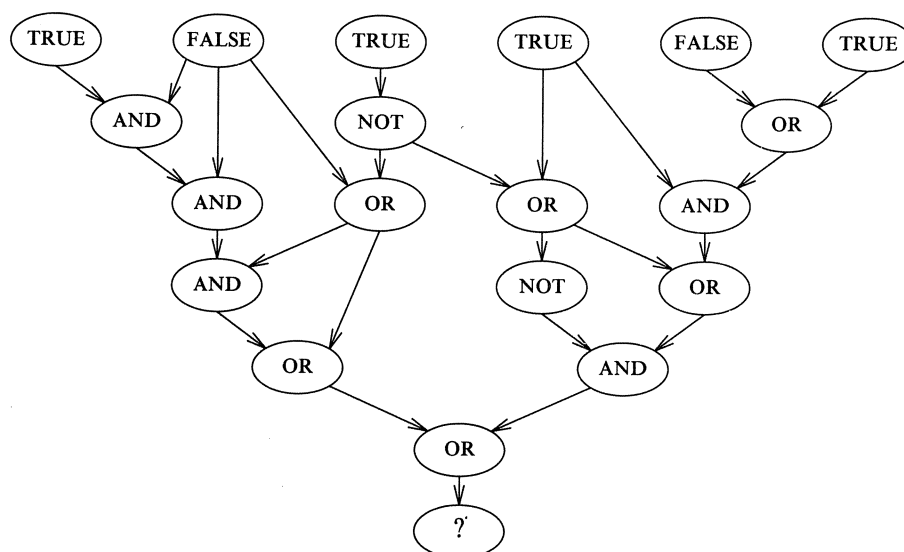 TRUE FALSE TRUE TRUE FALSE TRUE
AND NOT OR
AND OR OR AND
AND NOT OR
OR AND
OR
?